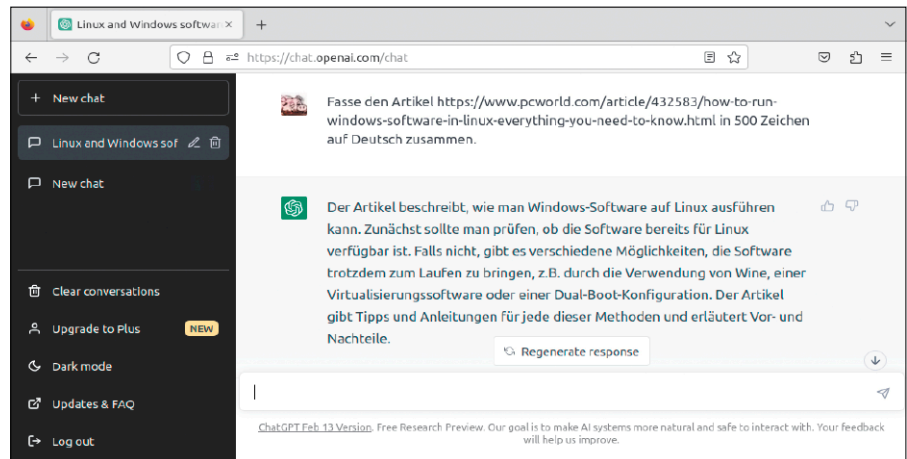 Linux and Windows softwar
https://chat.openai.com/chat
New chat
Linux and Windows sof
New chat
Clear conversations
Upgrade to Plus NEW
Dark mode
Updates & FAQ
Log out
Fasse den Artikel https://www.pcworld.com/article/432583/how-to-run-
windows-software-in-linux-everything-you-need-to-know.html in 500 Zeichen
auf Deutsch zusammen.
Der Artikel beschreibt, wie man Windows-Software auf Linux ausführen
kann. Zunächst sollte man prüfen, ob die Software bereits für Linux
verfügbar ist. Falls nicht, gibt es verschiedene Möglichkeiten, die Software
trotzdem zum Laufen zu bringen, z.B. durch die Verwendung von Wine, einer
Virtualisierungssoftware oder einer Dual-Boot-Konfiguration. Der Artikel
gibt Tipps und Anleitungen für jede dieser Methoden und erläutert Vor- und
Nachteile.
Regenerate response
ChatGPT Feb 13 Version. Free Research Preview. Our goal is to make AI systems more natural and safe to interact with. Your feedback
will help us improve.